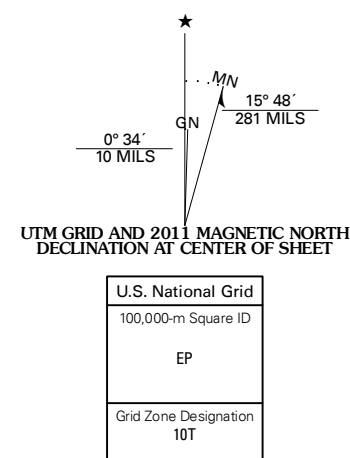 ★
MN
15° 48´
281 MILS
GN
0° 34´
10 MILS
UTM GRID AND 2011 MAGNETIC NORTH
DECLINATION AT CENTER OF SHEET
U.S. National Grid
100,000-m Square ID
EP
Grid Zone Designation
10T